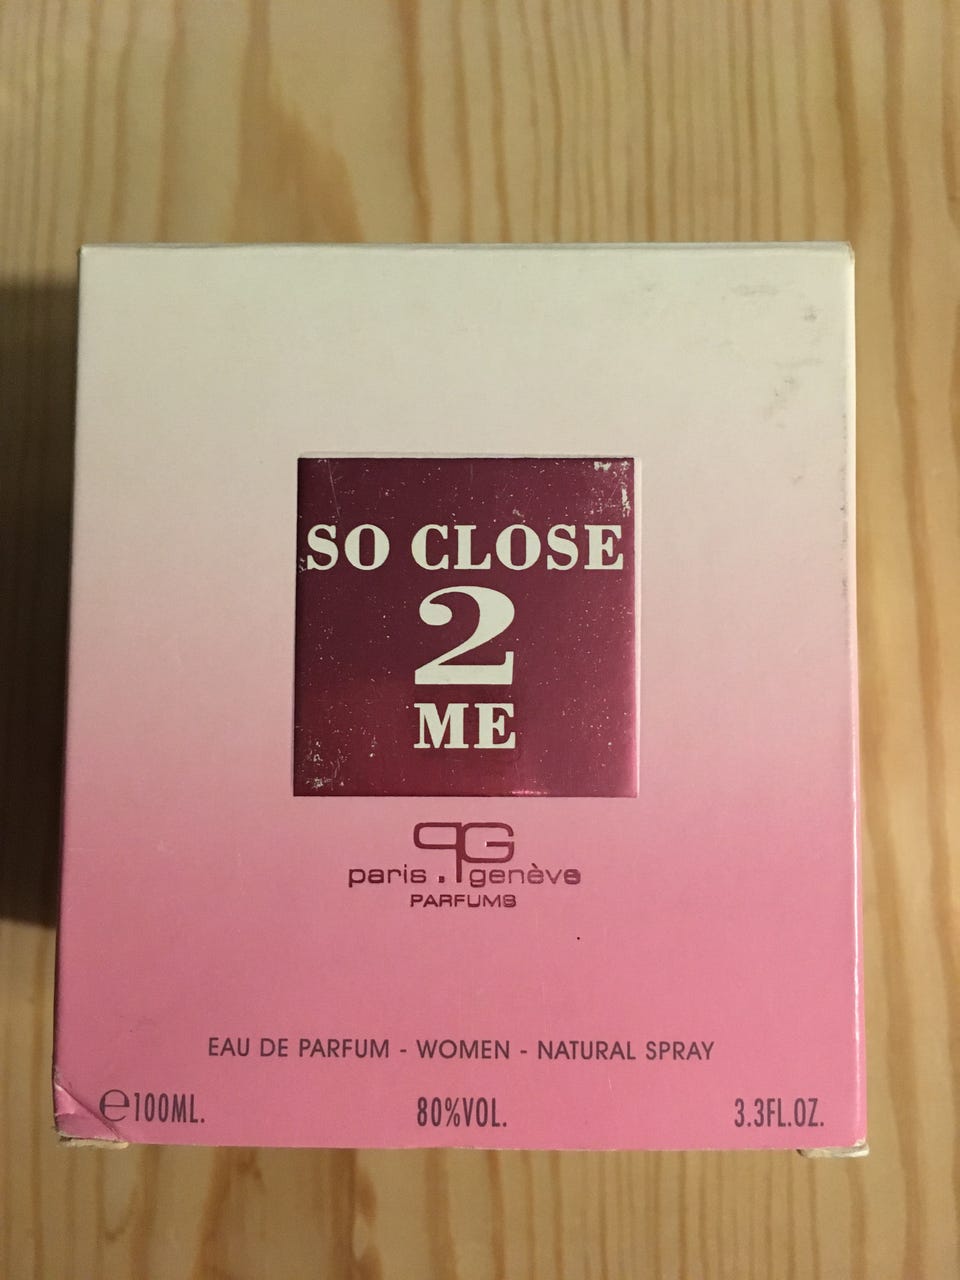 SO CLOSE
2
ME
PG
paris . genève
PARFUMS
EAU DE PARFUM - WOMEN - NATURAL SPRAY
℮100ML. 80%VOL. 3.3FL.OZ.